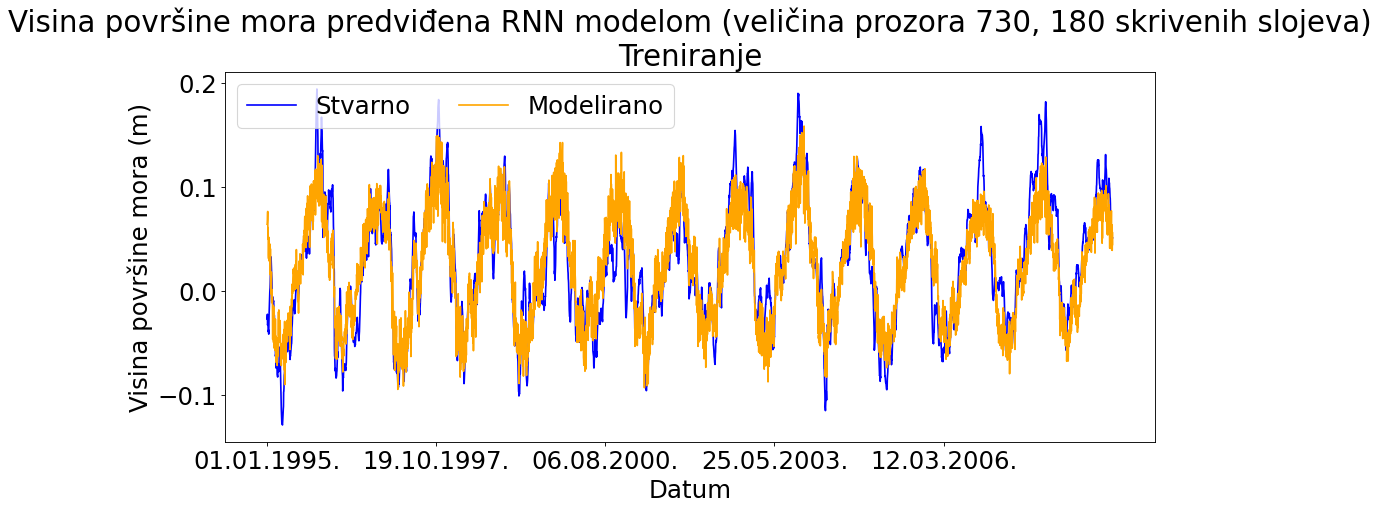 Visina površine mora predviđena RNN modelom (veličina prozora 730, 180 skrivenih slojeva)
Treniranje
Stvarno Modelirano
Visina površine mora (m)
0.2
0.1
0.0
−0.1
01.01.1995. 19.10.1997. 06.08.2000. 25.05.2003. 12.03.2006.
Datum